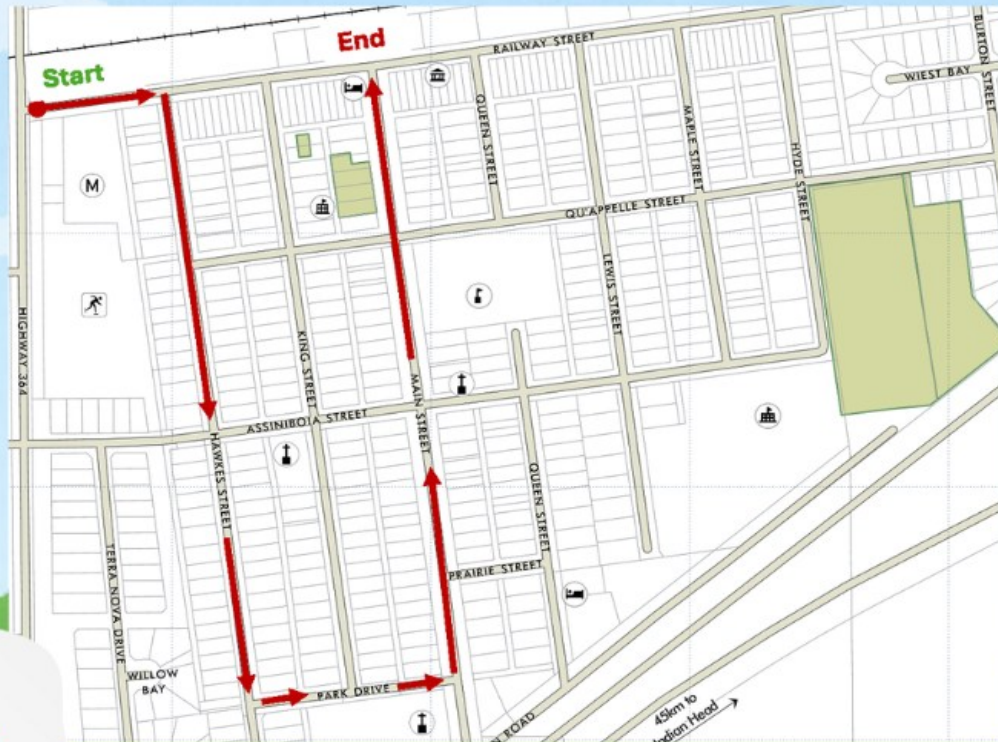 Start
End
RAILWAY STREET
BURTON STREET
WIEST BAY
QUEEN STREET
MAPLE STREET
HYDE STREET
M
QU'APPELLE STREET
HIGHWAY 364
KING STREET
LEWIS STREET
MAIN STREET
ASSINIBOIA STREET
HAWKES STREET
QUEEN STREET
TERRA NOVA DRIVE
PRAIRIE STREET
WILLOW
BAY
PARK DRIVE
N ROAD
45km to
Indian Head